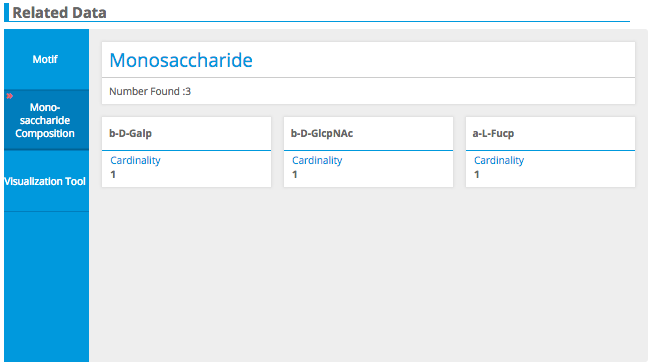 Related Data
Motif
»
Mono-
saccharide
Composition
Visualization Tool
Monosaccharide
Number Found :3
b-D-Galp
Cardinality
1
b-D-GlcpNAc
Cardinality
1
a-L-Fucp
Cardinality
1